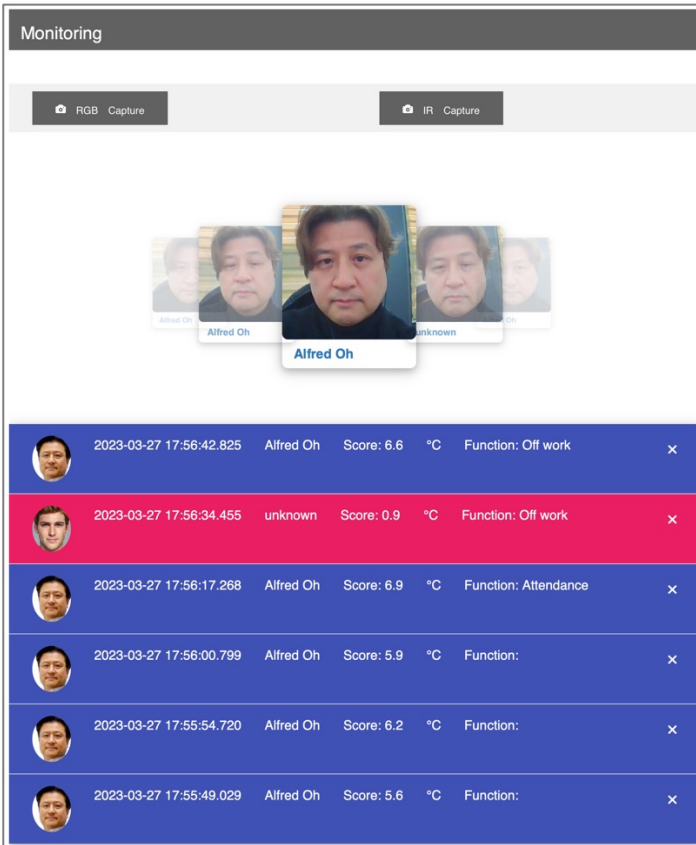 Monitoring
RGB Capture
IR Capture
Alfred Oh
Alfred Oh
Alfred Oh
unknown
Oh
2023-03-27 17:56:42.825 Alfred Oh Score: 6.6 °C Function: Off work ×
2023-03-27 17:56:34.455 unknown Score: 0.9 °C Function: Off work ×
2023-03-27 17:56:17.268 Alfred Oh Score: 6.9 °C Function: Attendance ×
2023-03-27 17:56:00.799 Alfred Oh Score: 5.9 °C Function: ×
2023-03-27 17:55:54.720 Alfred Oh Score: 6.2 °C Function: ×
2023-03-27 17:55:49.029 Alfred Oh Score: 5.6 °C Function: ×